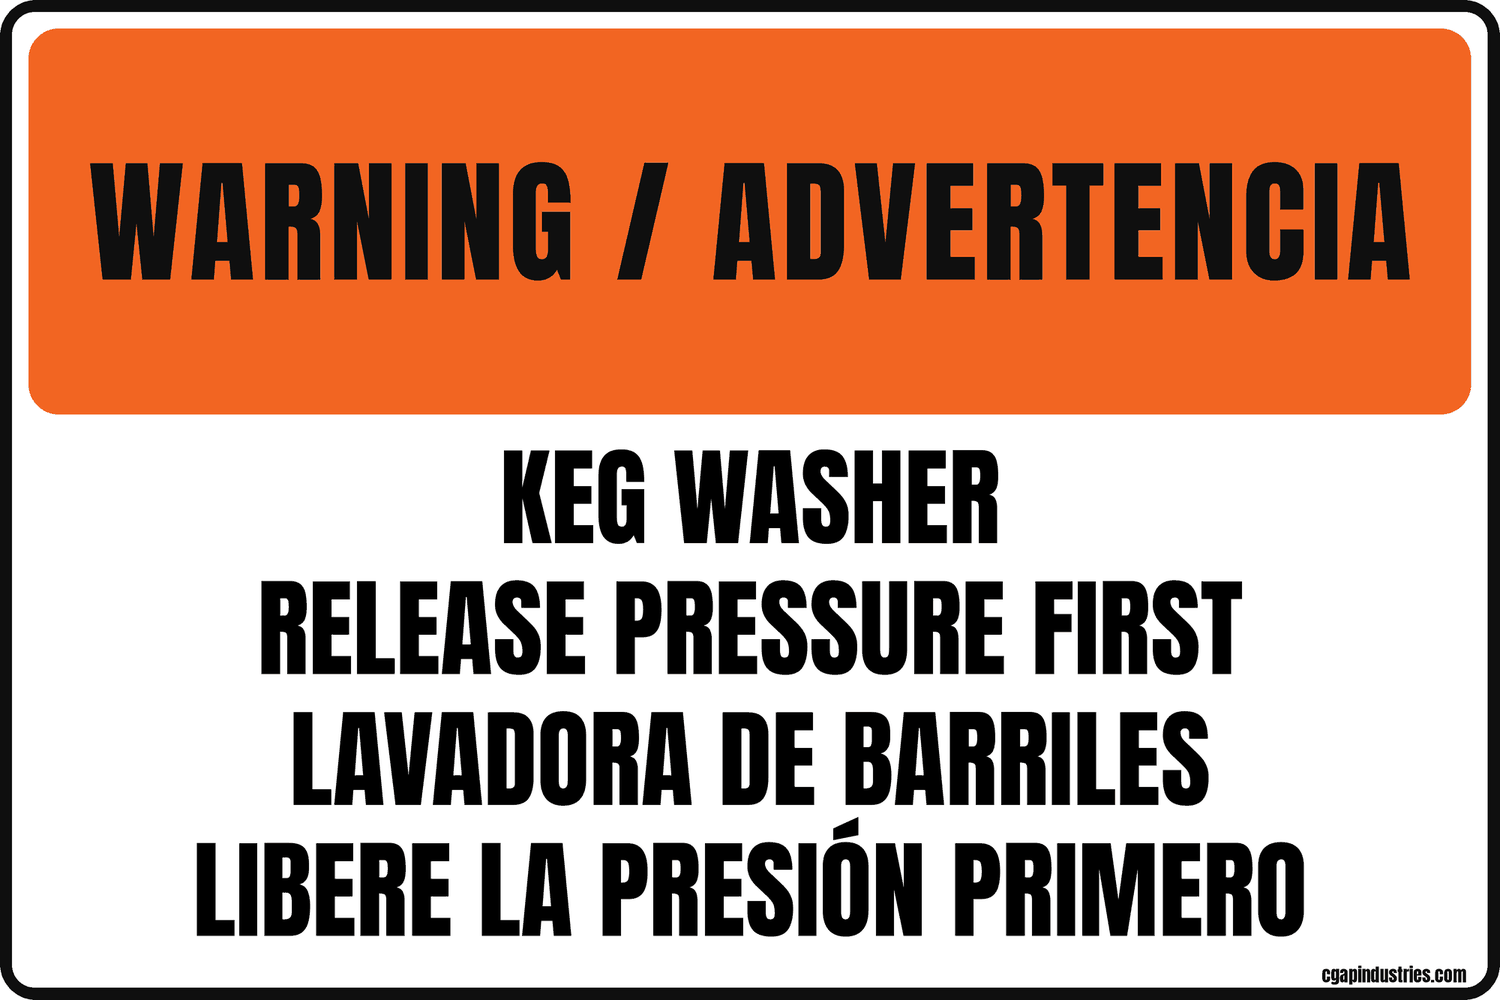 WARNING / ADVERTENCIA
KEG WASHER
RELEASE PRESSURE FIRST
LAVADORA DE BARRILES
LIBERE LA PRESIÓN PRIMERO
cgapindustries.com